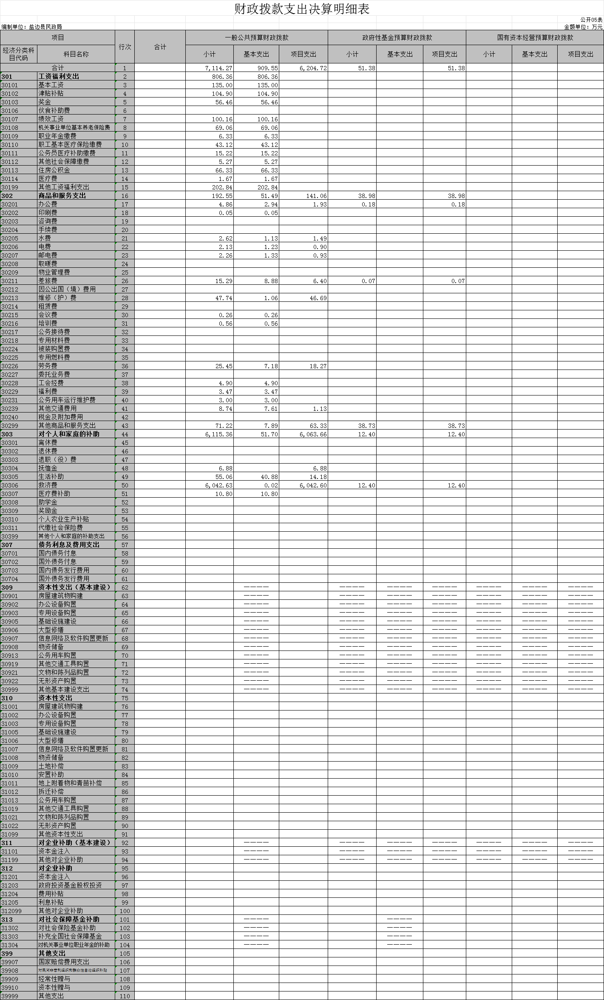 财政拨款支出决算明细表
公开05表
编制单位：盐边县民政局 金额单位：万元
项目 行次 合计 一般公共预算财政拨款 政府性基金预算财政拨款 国有资本经营预算财政拨款
经济分类科目代码 科目名称 小计 基本支出 项目支出 小计 基本支出 项目支出 小计 基本支出 项目支出
合计 1 7,114.27 909.55 6,204.72 51.38 51.38
301 工资福利支出 2 806.36 806.36
30101 基本工资 3 135.00 135.00
30102 津贴补贴 4 104.90 104.90
30103 奖金 5 56.46 56.46
30106 伙食补助费 6
30107 绩效工资 7 100.16 100.16
30108 机关事业单位基本养老保险费 8 69.06 69.06
30109 职业年金缴费 9 6.33 6.33
30110 职工基本医疗保险缴费 10 43.12 43.12
30111 公务员医疗补助缴费 11 15.22 15.22
30112 其他社会保障缴费 12 5.27 5.27
30113 住房公积金 13 66.33 66.33
30114 医疗费 14 1.67 1.67
30199 其他工资福利支出 15 202.84 202.84
302 商品和服务支出 16 192.55 51.49 141.06 38.98 38.98
30201 办公费 17 4.86 2.94 1.93 0.18 0.18
30202 印刷费 18 0.05 0.05
30203 咨询费 19
30204 手续费 20
30205 水费 21 2.62 1.13 1.49
30206 电费 22 2.13 1.23 0.90
30207 邮电费 23 2.26 1.33 0.93
30208 取暖费 24
30209 物业管理费 25
30211 差旅费 26 15.29 8.88 6.40 0.07 0.07
30212 因公出国（境）费用 27
30213 维修（护）费 28 47.74 1.06 46.69
30214 租赁费 29
30215 会议费 30 0.26 0.26
30216 培训费 31 0.56 0.56
30217 公务接待费 32
30218 专用材料费 33
30224 被装购置费 34
30225 专用燃料费 35
30226 劳务费 36 25.45 7.18 18.27
30227 委托业务费 37
30228 工会经费 38 4.90 4.90
30229 福利费 39 3.47 3.47
30231 公务用车运行维护费 40 3.00 3.00
30239 其他交通费用 41 8.74 7.61 1.13
30240 税金及附加费用 42
30299 其他商品和服务支出 43 71.22 7.89 63.33 38.73 38.73
303 对个人和家庭的补助 44 6,115.36 51.70 6,063.66 12.40 12.40
30301 离休费 45
30302 退休费 46
30303 退职（役）费 47
30304 抚恤金 48 6.88 6.88
30305 生活补助 49 55.06 40.88 14.18
30306 救济费 50 6,042.63 0.02 6,042.60 12.40 12.40
30307 医疗费补助 51 10.80 10.80
30308 助学金 52
30309 奖励金 53
30310 个人农业生产补贴 54
30311 代缴社会保险费 55
30399 其他个人和家庭的补助支出 56
307 债务利息及费用支出 57
30701 国内债务付息 58
30702 国外债务付息 59
30703 国内债务发行费用 60
30704 国外债务发行费用 61
309 资本性支出（基本建设） 62 ———— ———— ———— ———— ———— ———— ————
30901 房屋建筑物购建 63 ———— ———— ———— ———— ———— ———— ————
30902 办公设备购置 64 ———— ———— ———— ———— ———— ———— ————
30903 专用设备购置 65 ———— ———— ———— ———— ———— ———— ————
30905 基础设施建设 66 ———— ———— ———— ———— ———— ———— ————
30906 大型修缮 67 ———— ———— ———— ———— ———— ———— ————
30907 信息网络及软件购置更新 68 ———— ———— ———— ———— ———— ———— ————
30908 物资储备 69 ———— ———— ———— ———— ———— ———— ————
30913 公务用车购置 70 ———— ———— ———— ———— ———— ———— ————
30919 其他交通工具购置 71 ———— ———— ———— ———— ———— ———— ————
30921 文物和陈列品购置 72 ———— ———— ———— ———— ———— ———— ————
30922 无形资产购置 73 ———— ———— ———— ———— ———— ———— ————
30999 其他基本建设支出 74 ———— ———— ———— ———— ———— ———— ————
310 资本性支出 75
31001 房屋建筑物购建 76
31002 办公设备购置 77
31003 专用设备购置 78
31005 基础设施建设 79
31006 大型修缮 80
31007 信息网络及软件购置更新 81
31008 物资储备 82
31009 土地补偿 83
31010 安置补助 84
31011 地上附着物和青苗补偿 85
31012 拆迁补偿 86
31013 公务用车购置 87
31019 其他交通工具购置 88
31021 文物和陈列品购置 89
31022 无形资产购置 90
31099 其他资本性支出 91
311 对企业补助（基本建设） 92 ———— ———— ———— ———— ———— ———— ————
31101 资本金注入 93 ———— ———— ———— ———— ———— ———— ————
31199 其他对企业补助 94 ———— ———— ———— ———— ———— ———— ————
312 对企业补助 95
31201 资本金注入 96
31203 政府投资基金股权投资 97
31204 费用补贴 98
31205 利息补贴 99
312099 其他对企业补助 100
313 对社会保障基金补助 101 ———— ————
31302 对社会保险基金补助 102 ———— ————
31303 补充全国社会保障基金 103 ———— ————
31304 对机关事业单位职业年金的补助 104 ———— ————
399 其他支出 105
39907 国家赔偿费用支出 106
39908 对民间非营利组织和群众性自治组织补贴 107
39909 经常性赠与 108
39910 资本性赠与 109
39999 其他支出 110